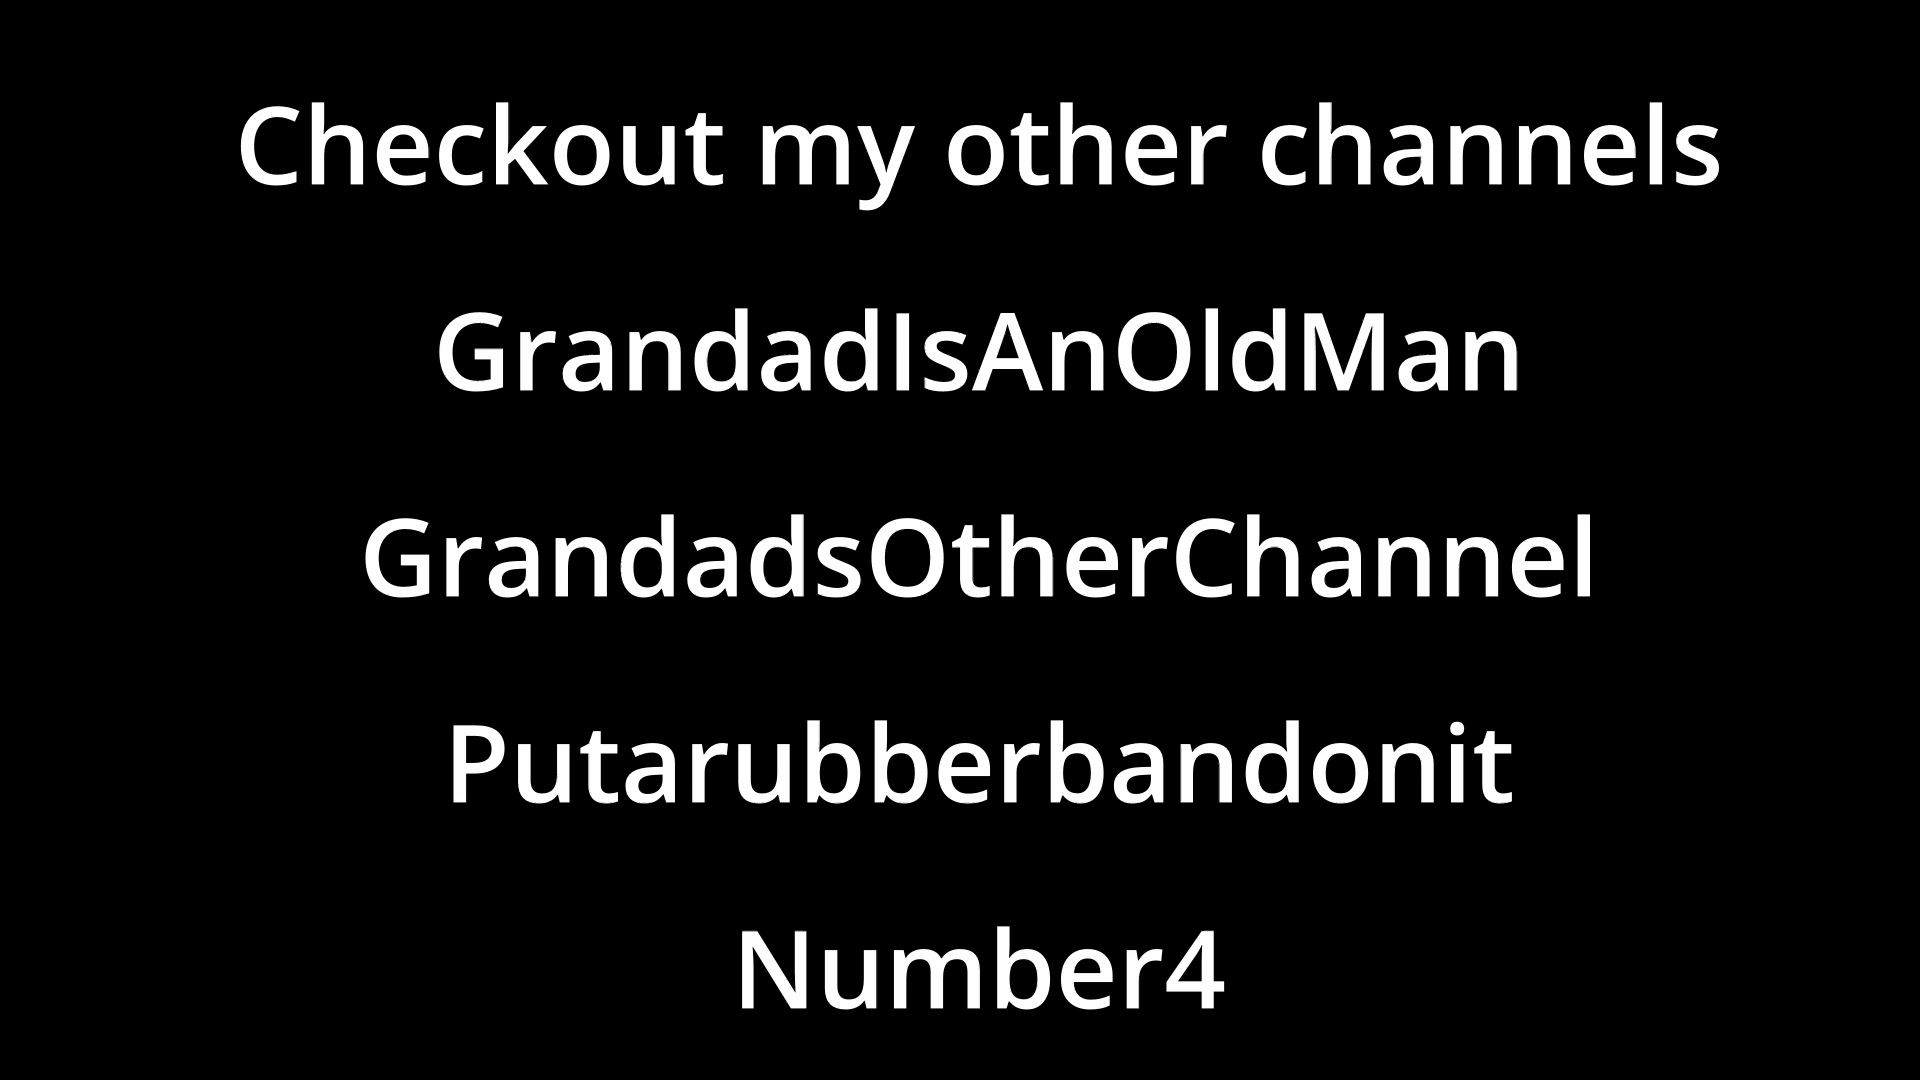 Checkout my other channels
GrandadIsAnOldMan
GrandadsOtherChannel
Putarubberbandonit
Number4